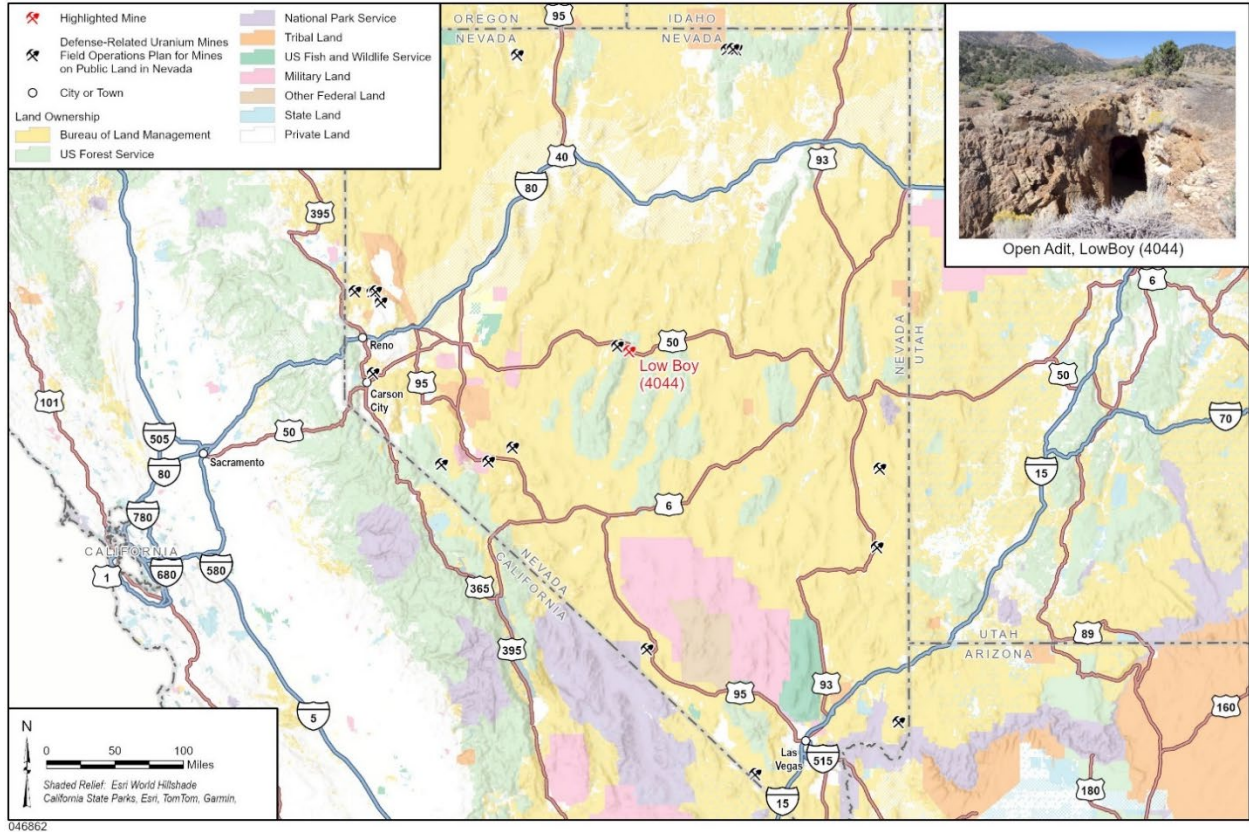 Highlighted Mine
Defense-Related Uranium Mines
Field Operations Plan for Mines
on Public Land in Nevada
City or Town
Land Ownership
Bureau of Land Management
US Forest Service
National Park Service
Tribal Land
US Fish and Wildlife Service
Military Land
Other Federal Land
State Land
Private Land
OREGON
NEVADA
IDAHO
NEVADA
95
40
80
93
395
Open Adit, LowBoy (4044)
6
Reno
50
Low Boy
(4044)
NEVADA
UTAH
95
Carson
City
50
70
101
505
50
80
Sacramento
15
780
6
CALIFORNIA
1
680
580
NEVADA
CALIFORNIA
365
395
UTAH
ARIZONA
89
95
93
160
5
Las
Vegas
515
15
180
N
0 50 100
Miles
Shaded Relief: Esri World Hillshade
California State Parks, Esri, TomTom, Garmin,
046862